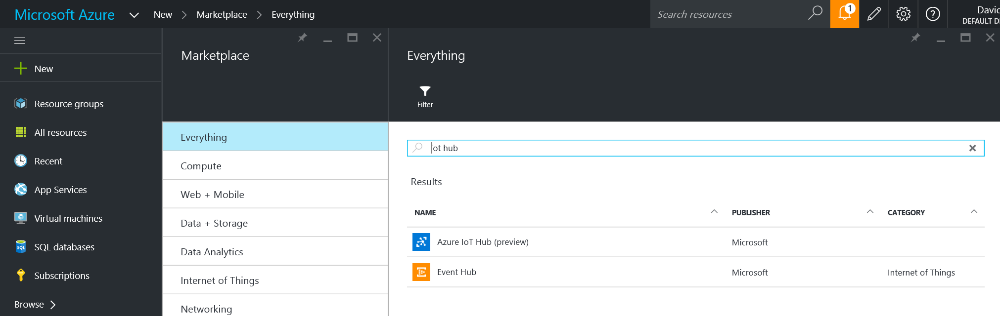 Microsoft Azure New Marketplace Everything Search resources 1 Davic
DEFAULT DI
New
Resource groups
All resources
Recent
App Services
Virtual machines
SQL databases
Subscriptions
Browse
Marketplace
Everything
Compute
Web + Mobile
Data + Storage
Data Analytics
Internet of Things
Networking
Everything
Filter
iot hub
Results
NAME PUBLISHER CATEGORY
Azure IoT Hub (preview) Microsoft
Event Hub Microsoft Internet of Things